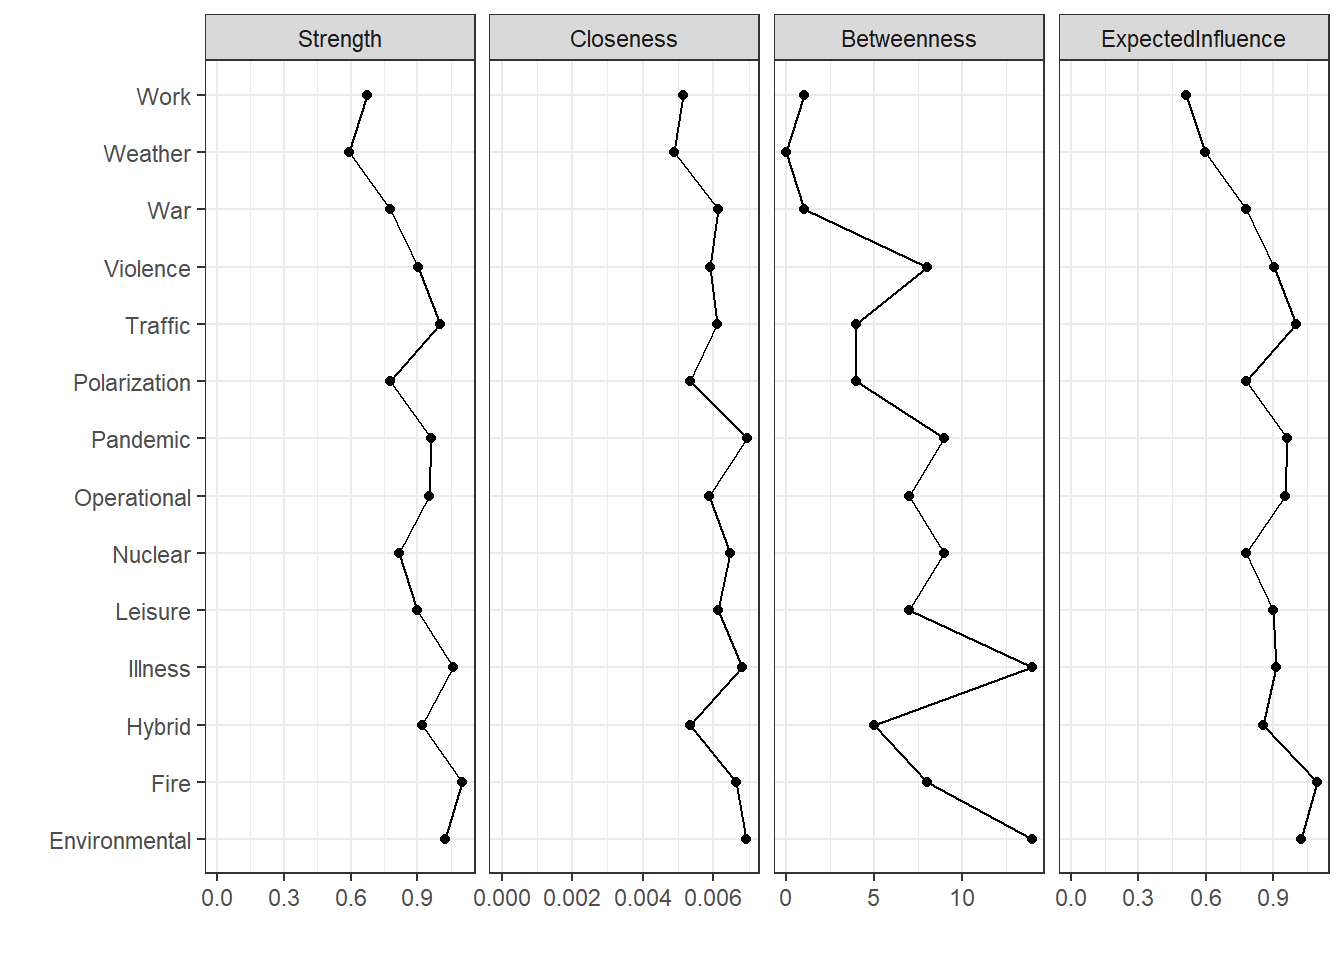 Strength Closeness Betweenness ExpectedInfluence
Work
Weather
War
Violence
Traffic
Polarization
Pandemic
Operational
Nuclear
Leisure
Illness
Hybrid
Fire
Environmental
0.0 0.3 0.6 0.9 0.000 0.002 0.004 0.006 0 5 10 0.0 0.3 0.6 0.9